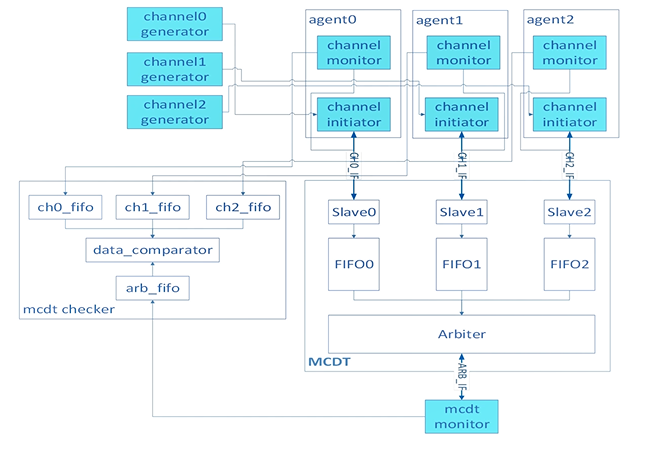 channel0
generator
channel1
generator
channel2
generator
agent0
channel
monitor
channel
initiator
agent1
channel
monitor
channel
initiator
agent2
channel
monitor
channel
initiator
CH0_IF
CH1_IF
CH2_IF
ch0_fifo
ch1_fifo
ch2_fifo
data_comparator
arb_fifo
mcdt checker
Slave0
Slave1
Slave2
FIFO0
FIFO1
FIFO2
Arbiter
MCDT
ARB_IF
mcdt
monitor